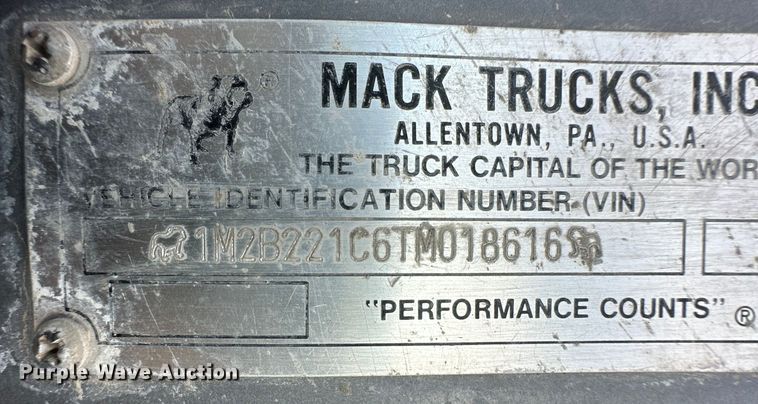 ®
MACK TRUCKS, INC
ALLENTOWN, PA., U.S.A.
THE TRUCK CAPITAL OF THE WOR
VEHICLE IDENTIFICATION NUMBER (VIN)
1M2B221C6TM018616
"PERFORMANCE COUNTS" ®
Purple Wave Auction